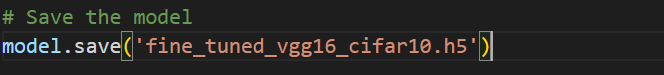 # Save the model
model.save('fine_tuned_vgg16_cifar10.h5')